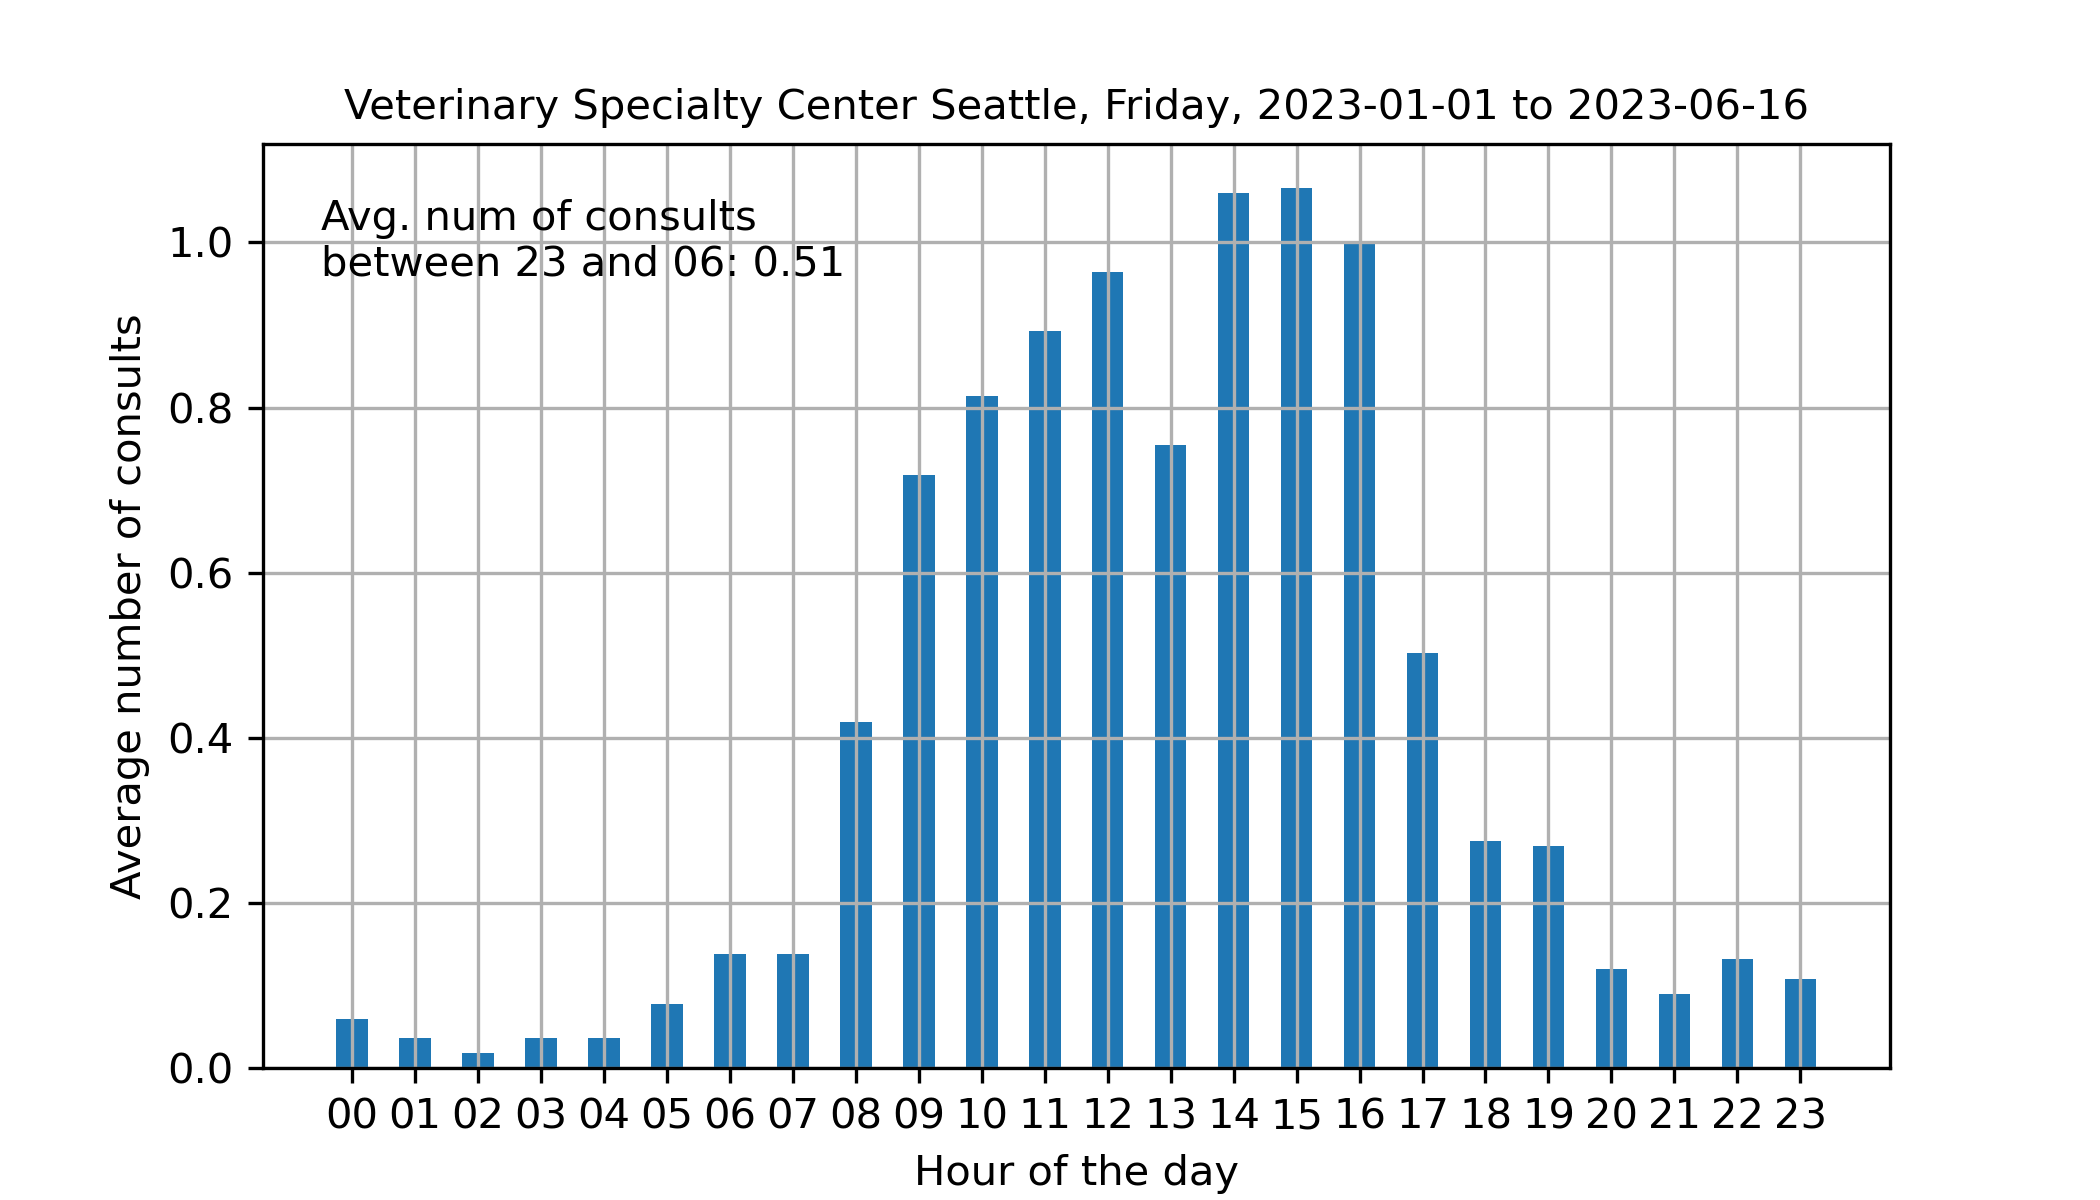 Veterinary Specialty Center Seattle, Friday, 2023-01-01 to 2023-06-16
Avg. num of consults
between 23 and 06: 0.51
Average number of consults
1.0
0.8
0.6
0.4
0.2
0.0
00 01 02 03 04 05 06 07 08 09 10 11 12 13 14 15 16 17 18 19 20 21 22 23
Hour of the day